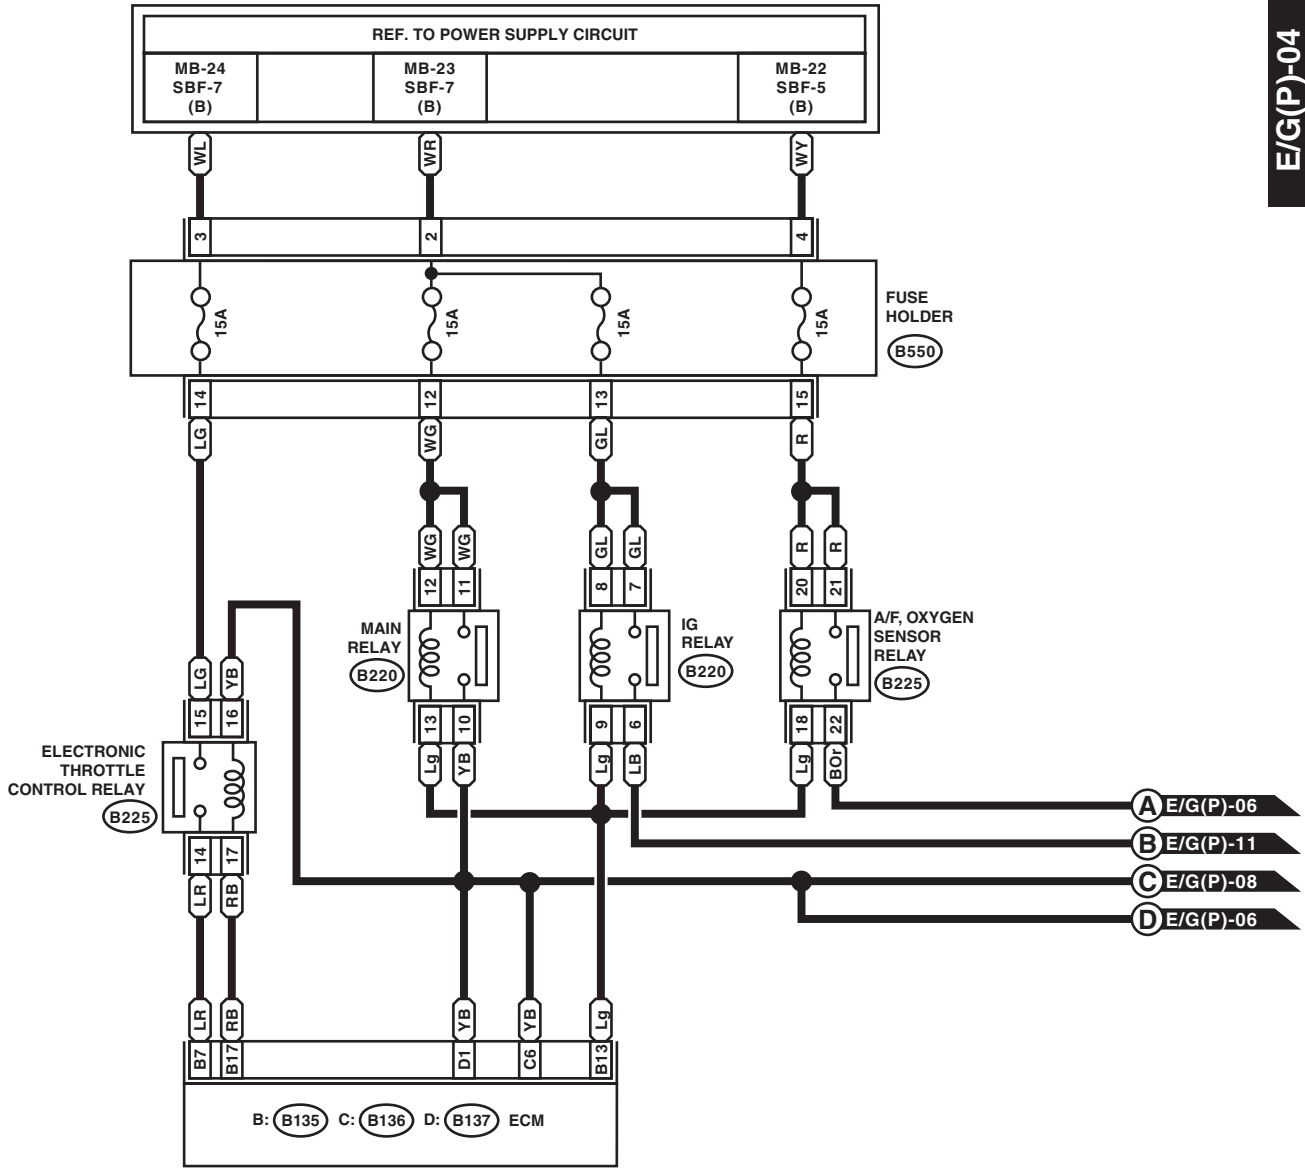 REF. TO POWER SUPPLY CIRCUIT
E/G(P)-04
MB-24
SBF-7
(B)
MB-23
SBF-7
(B)
MB-22
SBF-5
(B)
WL
WR
WY
3
2
4
15A
15A
15A
15A
FUSE
HOLDER
B550
14
12
13
15
LG
WG
GL
R
WG
WG
GL
GL
R
R
12
11
8
7
20
21
MAIN
RELAY
B220
IG
RELAY
B220
A/F, OXYGEN
SENSOR
RELAY
B225
LG
YB
15
16
13
10
9
6
18
22
Lg
YB
Lg
LB
Lg
BOr
ELECTRONIC
THROTTLE
CONTROL RELAY
B225
A E/G(P)-06
B E/G(P)-11
C E/G(P)-08
D E/G(P)-06
14
17
LR
RB
LR
RB
YB
YB
Lg
B7
B17
D1
C6
B13
B: B135 C: B136 D: B137 ECM